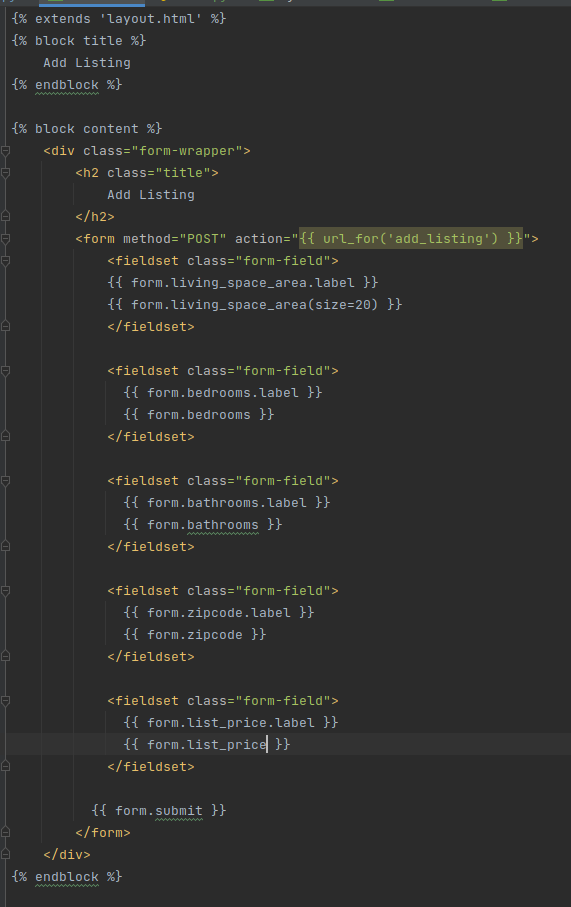 {% extends 'layout.html' %}
{% block title %}
    Add Listing
{% endblock %}

{% block content %}
    <div class="form-wrapper">
        <h2 class="title">
            Add Listing
        </h2>
        <form method="POST" action="{{ url_for('add_listing') }}">
            <fieldset class="form-field">
            {{ form.living_space_area.label }}
            {{ form.living_space_area(size=20) }}
            </fieldset>

            <fieldset class="form-field">
              {{ form.bedrooms.label }}
              {{ form.bedrooms }}
            </fieldset>

            <fieldset class="form-field">
              {{ form.bathrooms.label }}
              {{ form.bathrooms }}
            </fieldset>

            <fieldset class="form-field">
              {{ form.zipcode.label }}
              {{ form.zipcode }}
            </fieldset>

            <fieldset class="form-field">
              {{ form.list_price.label }}
              {{ form.list_price }}
            </fieldset>

          {{ form.submit }}
        </form>
    </div>
{% endblock %}